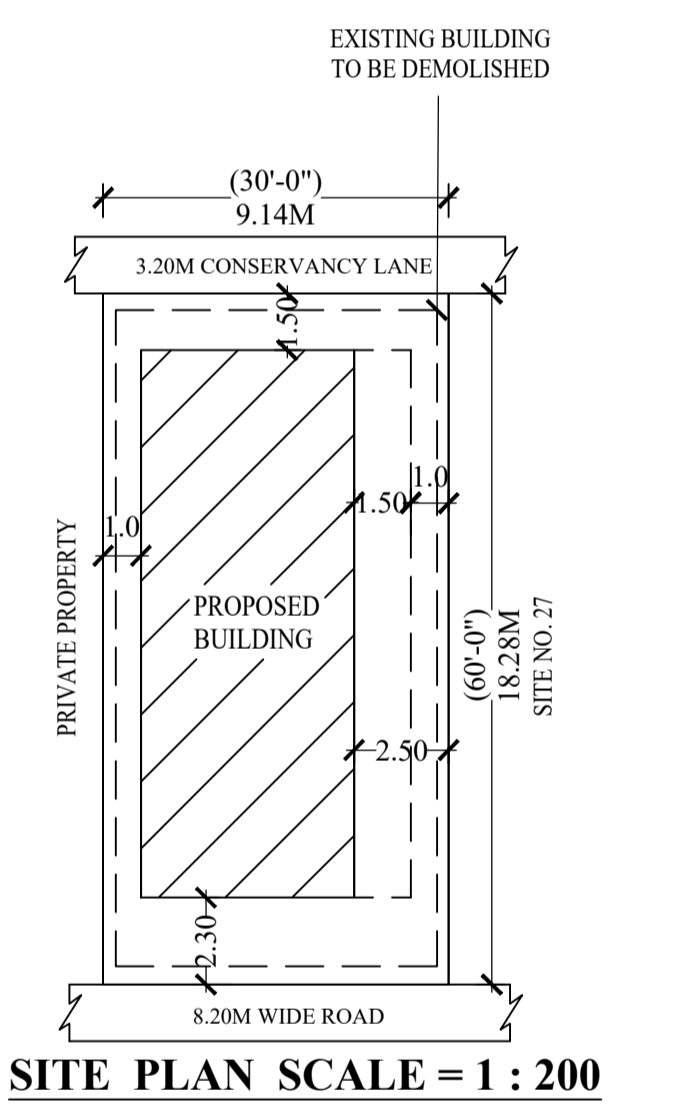 EXISTING BUILDING
TO BE DEMOLISHED
(30'-0")
9.14M
3.20M CONSERVANCY LANE
1.50
1.0
1.50
1.0
PRIVATE PROPERTY
PROPOSED
BUILDING
(60'-0")
18.28M
SITE NO. 27
2.50
2.30
8.20M WIDE ROAD
SITE PLAN SCALE = 1 : 200